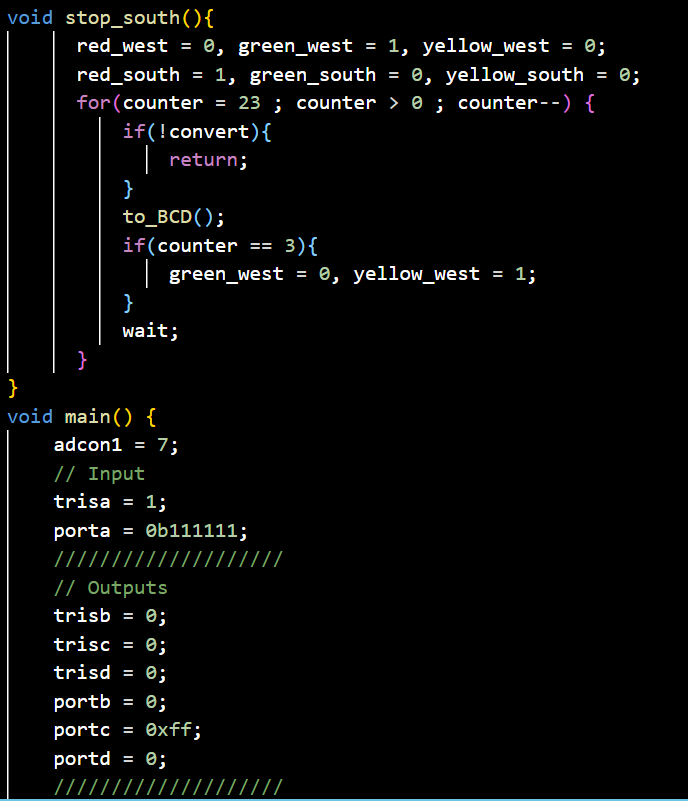 void stop_south(){
red_west = 0, green_west = 1, yellow_west = 0;
red_south = 1, green_south = 0, yellow_south = 0;
for(counter = 23 ; counter > 0 ; counter--) {
if(!convert){
return;
}
to_BCD();
if(counter == 3){
green_west = 0, yellow_west = 1;
}
wait;
}
}
void main() {
adcon1 = 7;
// Input
trisa = 1;
porta = 0b111111;
////////////////////
// Outputs
trisb = 0;
trisc = 0;
trisd = 0;
portb = 0;
portc = 0xff;
portd = 0;
////////////////////